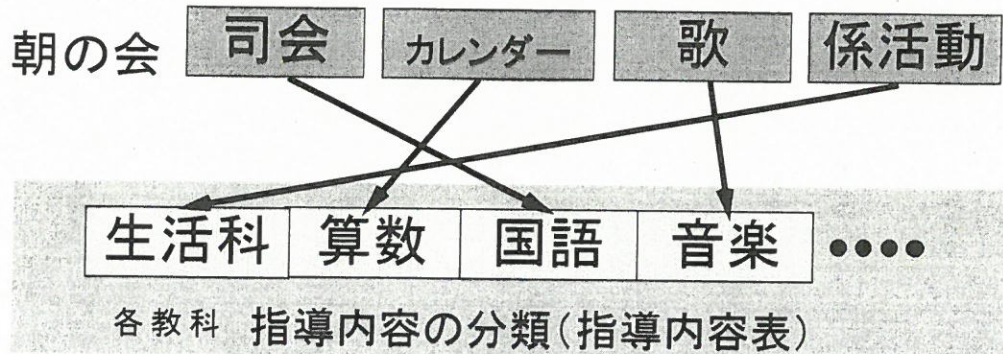 朝の会 司会 カレンダー 歌 係活動
生活科 算数 国語 音楽 ••••
各教科 指導内容の分類(指導内容表)